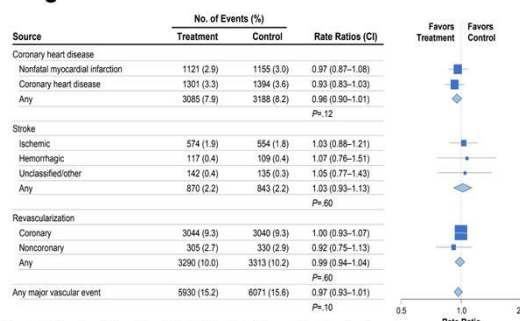 No. of Events (%)
Favors Favors
Treatment Control
Source Treatment Control Rate Ratios (CI)
Coronary heart disease
Nonfatal myocardial infarction 1121 (2.9) 1155 (3.0) 0.97 (0.87–1.08)
Coronary heart disease 1301 (3.3) 1394 (3.6) 0.93 (0.83–1.03)
Any 3085 (7.9) 3188 (8.2) 0.96 (0.90–1.01)
P=.12
Stroke
Ischemic 574 (1.9) 554 (1.8) 1.03 (0.88–1.21)
Hemorrhagic 117 (0.4) 109 (0.4) 1.07 (0.76–1.51)
Unclassified/other 142 (0.4) 135 (0.3) 1.05 (0.77–1.43)
Any 870 (2.2) 843 (2.2) 1.03 (0.93–1.13)
P=.60
Revascularization
Coronary 3044 (9.3) 3040 (9.3) 1.00 (0.93–1.07)
Noncoronary 305 (2.7) 330 (2.9) 0.92 (0.75–1.13)
Any 3290 (10.0) 3313 (10.2) 0.99 (0.94–1.04)
P=.60
Any major vascular event 5930 (15.2) 6071 (15.6) 0.97 (0.93–1.01)
P=.10
0.5 1.0
Rate Ratio